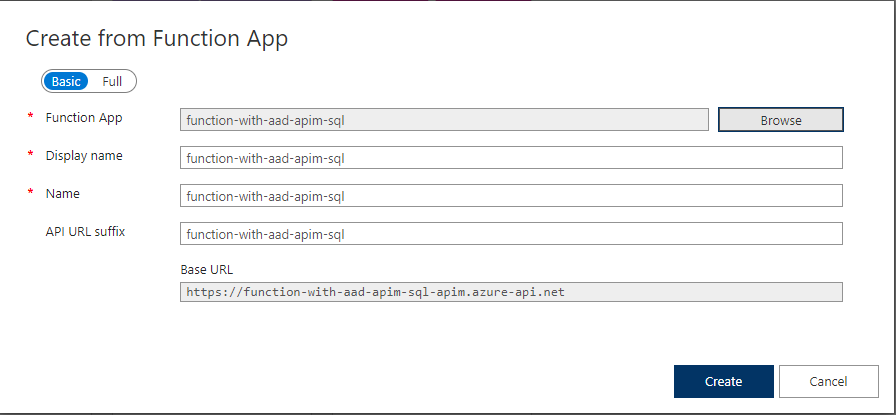 Create from Function App
Basic Full
* Function App function-with-aad-apim-sql Browse
* Display name function-with-aad-apim-sql
* Name function-with-aad-apim-sql
API URL suffix function-with-aad-apim-sql
Base URL
https://function-with-aad-apim-sql-apim.azure-api.net
Create Cancel